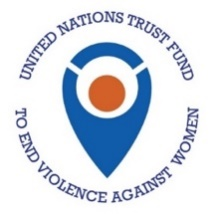 UNITED NATIONS TRUST FUND
TO END VIOLENCE AGAINST WOMEN